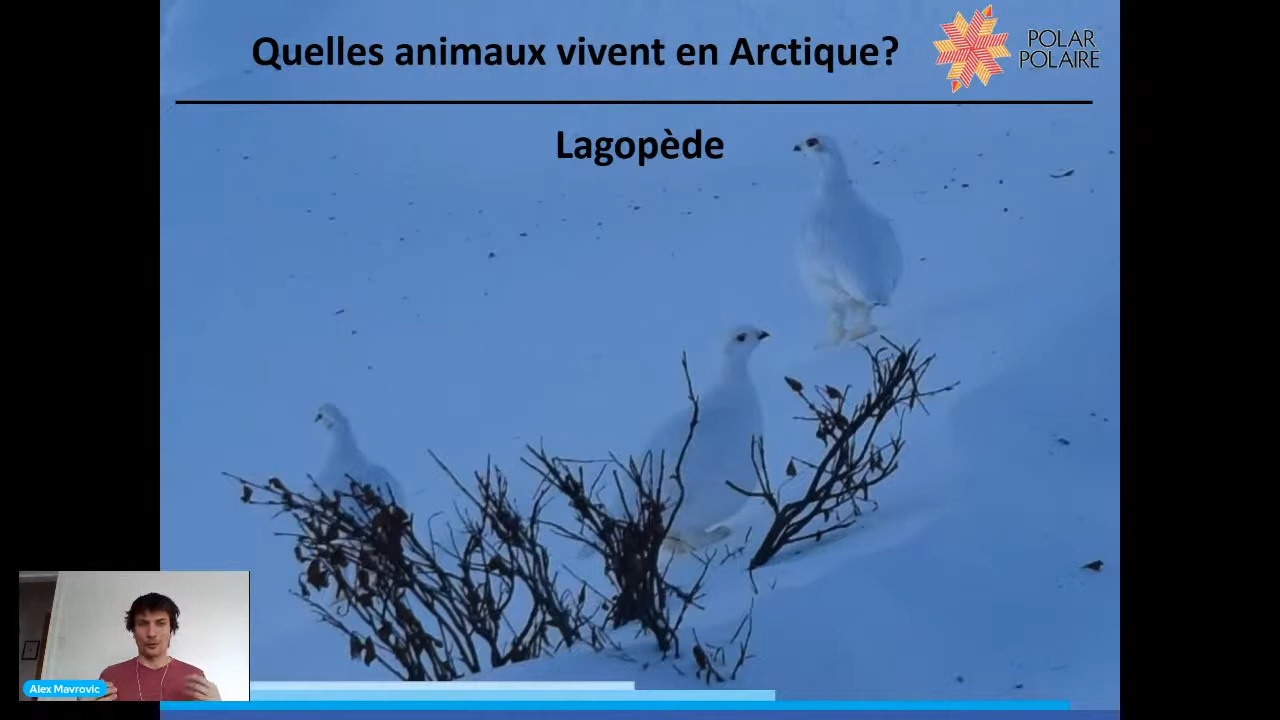 Quelles animaux vivent en Arctique?
POLAR
POLAIRE
Lagopède
Alex Mavrovic